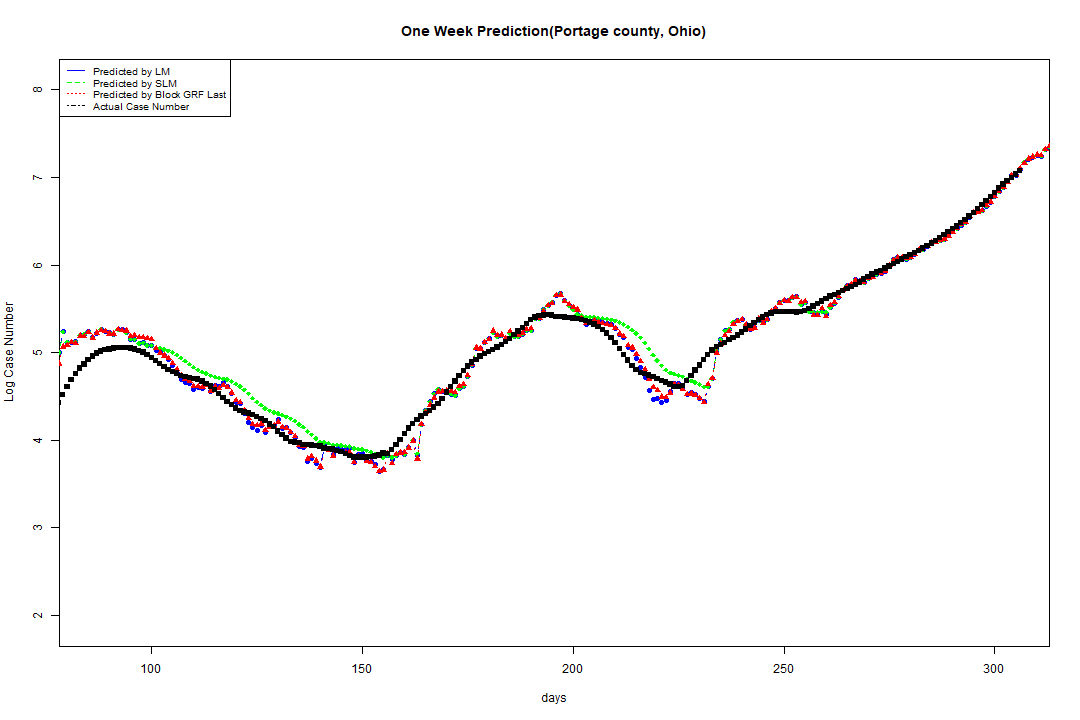 One Week Prediction(Portage county, Ohio)
Predicted by LM
Predicted by SLM
Predicted by Block GRF Last
Actual Case Number
8
7
6
5
4
3
2
Log Case Number
100 150 200 250 300
days